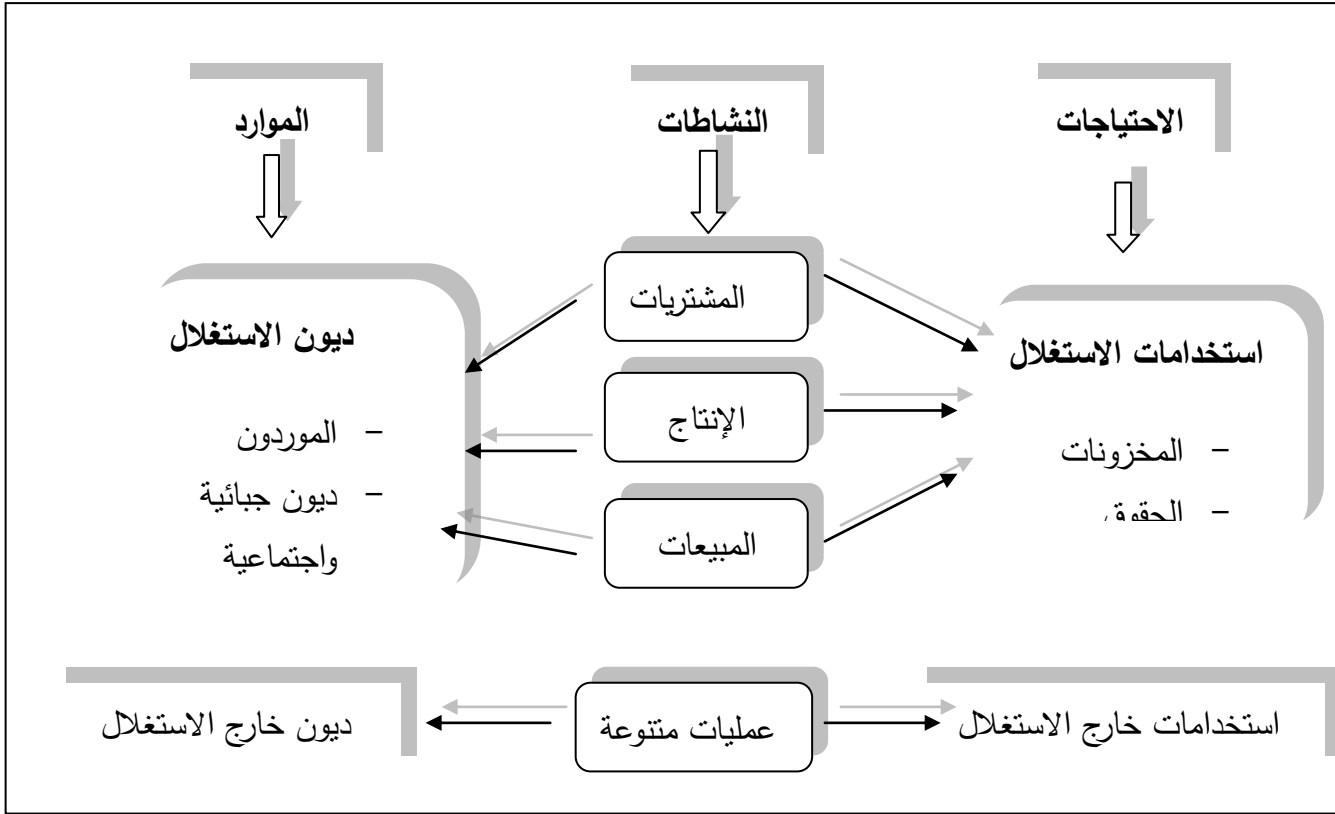 الاحتياجات
النشاطات
الموارد
استخدامات الاستغلال
- المخزونات
- الحقوق
المشتريات
الإنتاج
المبيعات
ديون الاستغلال
- الموردون
- ديون جبائية
واجتماعية
استخدامات خارج الاستغلال
عمليات متنوعة
ديون خارج الاستغلال